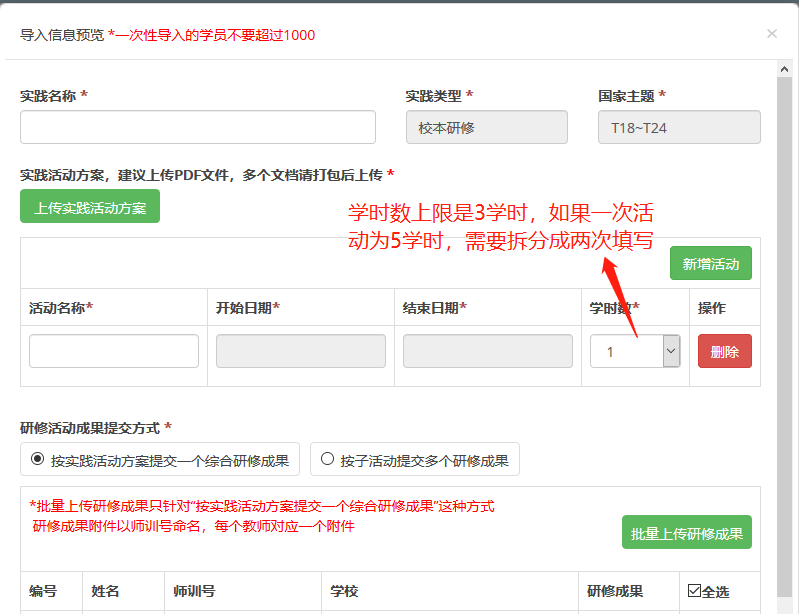 导入信息预览 *一次性导入的学员不要超过1000
×
实践名称 *
实践类型 *
国家主题 *
校本研修
T18~T24
实践活动方案，建议上传PDF文件，多个文档请打包后上传 *
上传实践活动方案
学时数上限是3学时，如果一次活
动为5学时，需要拆分成两次填写
新增活动
活动名称*
开始日期*
结束日期*
学时数*
操作
1
删除
研修活动成果提交方式 *
按实践活动方案提交一个综合研修成果
按子活动提交多个研修成果
*批量上传研修成果只针对“按实践活动方案提交一个综合研修成果”这种方式
研修成果附件以师训号命名，每个教师对应一个附件
批量上传研修成果
编号
姓名
师训号
学校
研修成果
全选